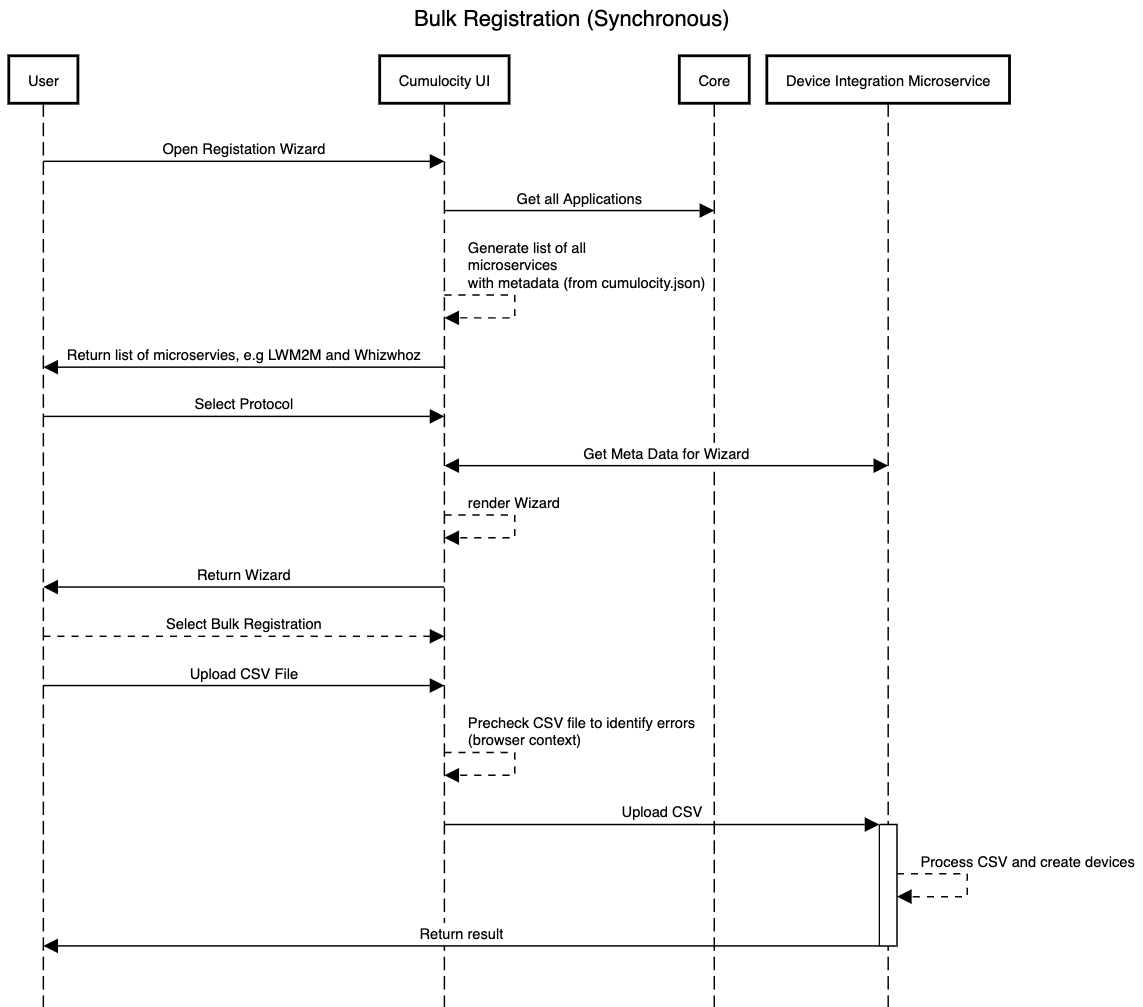 Bulk Registration (Synchronous)
User
Cumulocity UI
Core
Device Integration Microservice
Open Registation Wizard
Get all Applications
Generate list of all
microservices
with metadata (from cumulocity.json)
Return list of microservies, e.g LWM2M and Whizwhoz
Select Protocol
Get Meta Data for Wizard
render Wizard
Return Wizard
Select Bulk Registration
Upload CSV File
Precheck CSV file to identify errors
(browser context)
Upload CSV
Process CSV and create devices
Return result